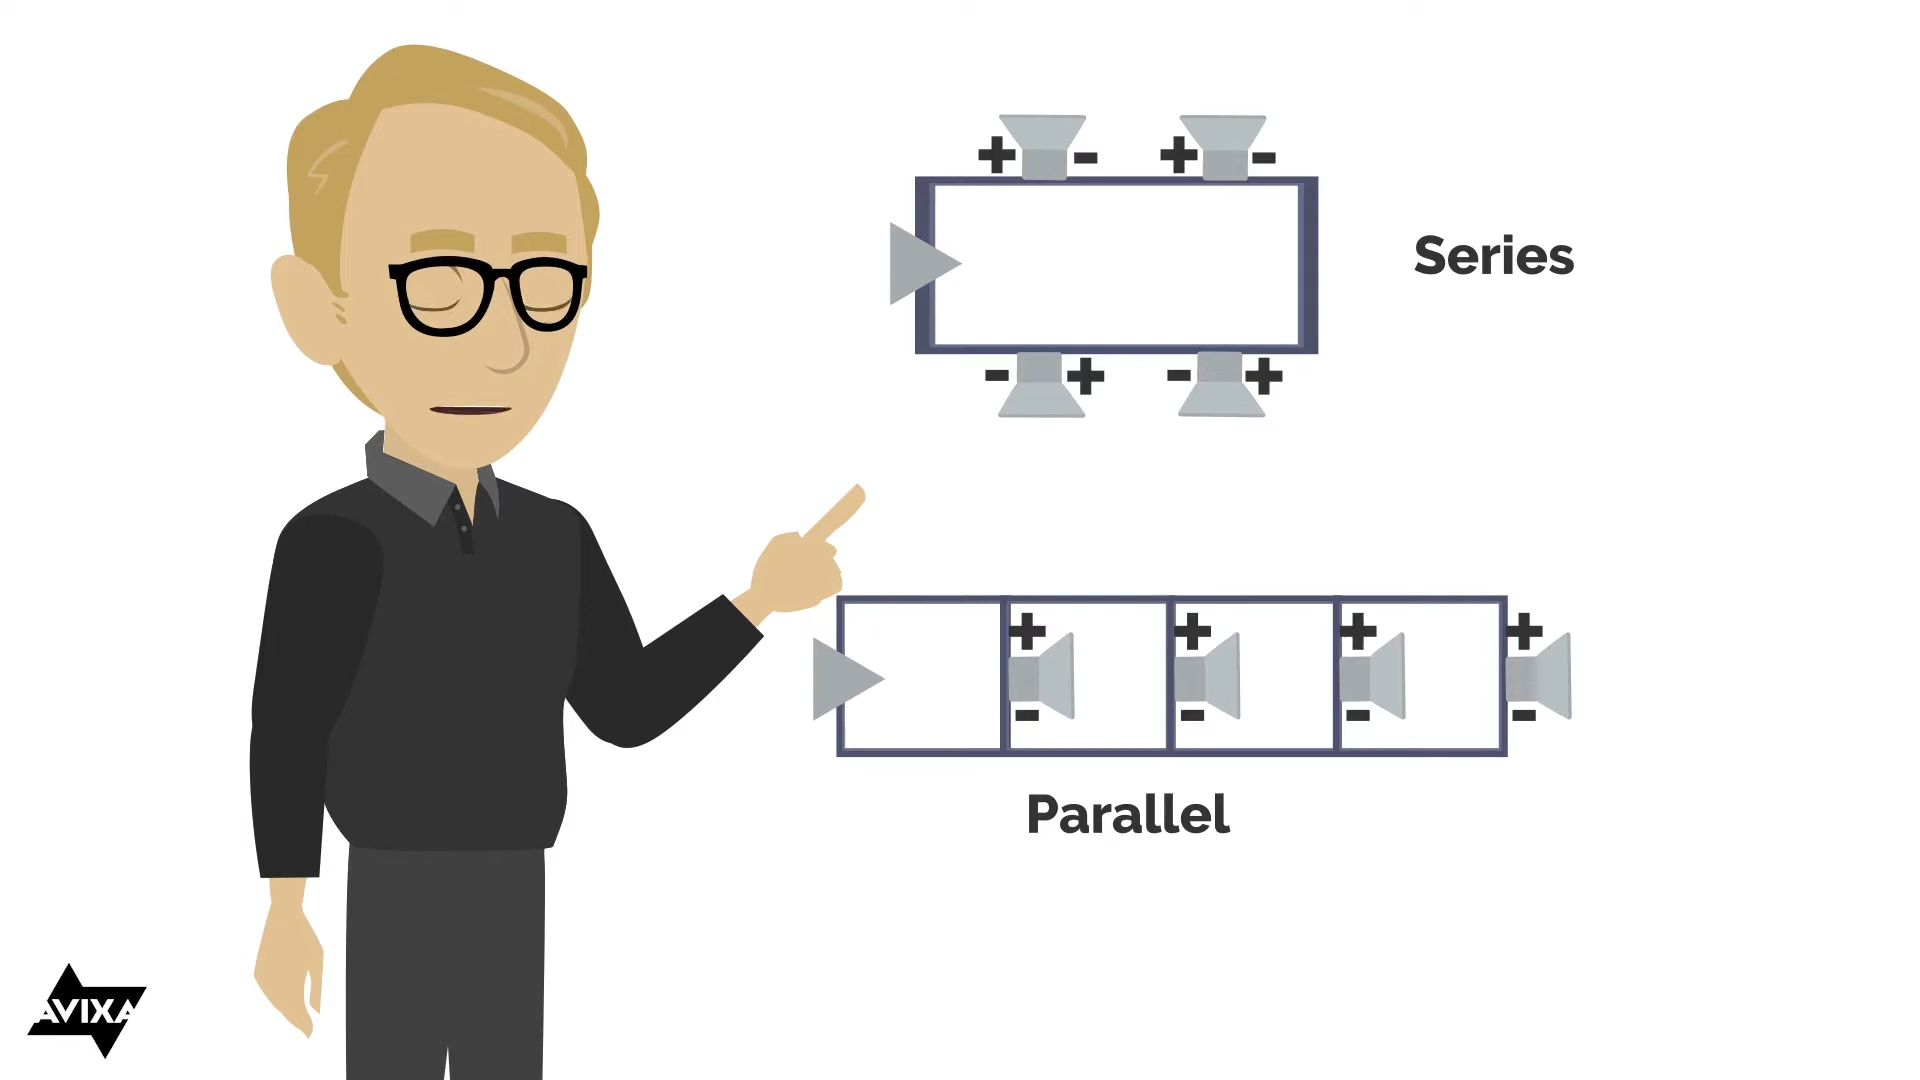 + - + -
Series
- + - +
+ + + +
- - - -
Parallel
AVIXA